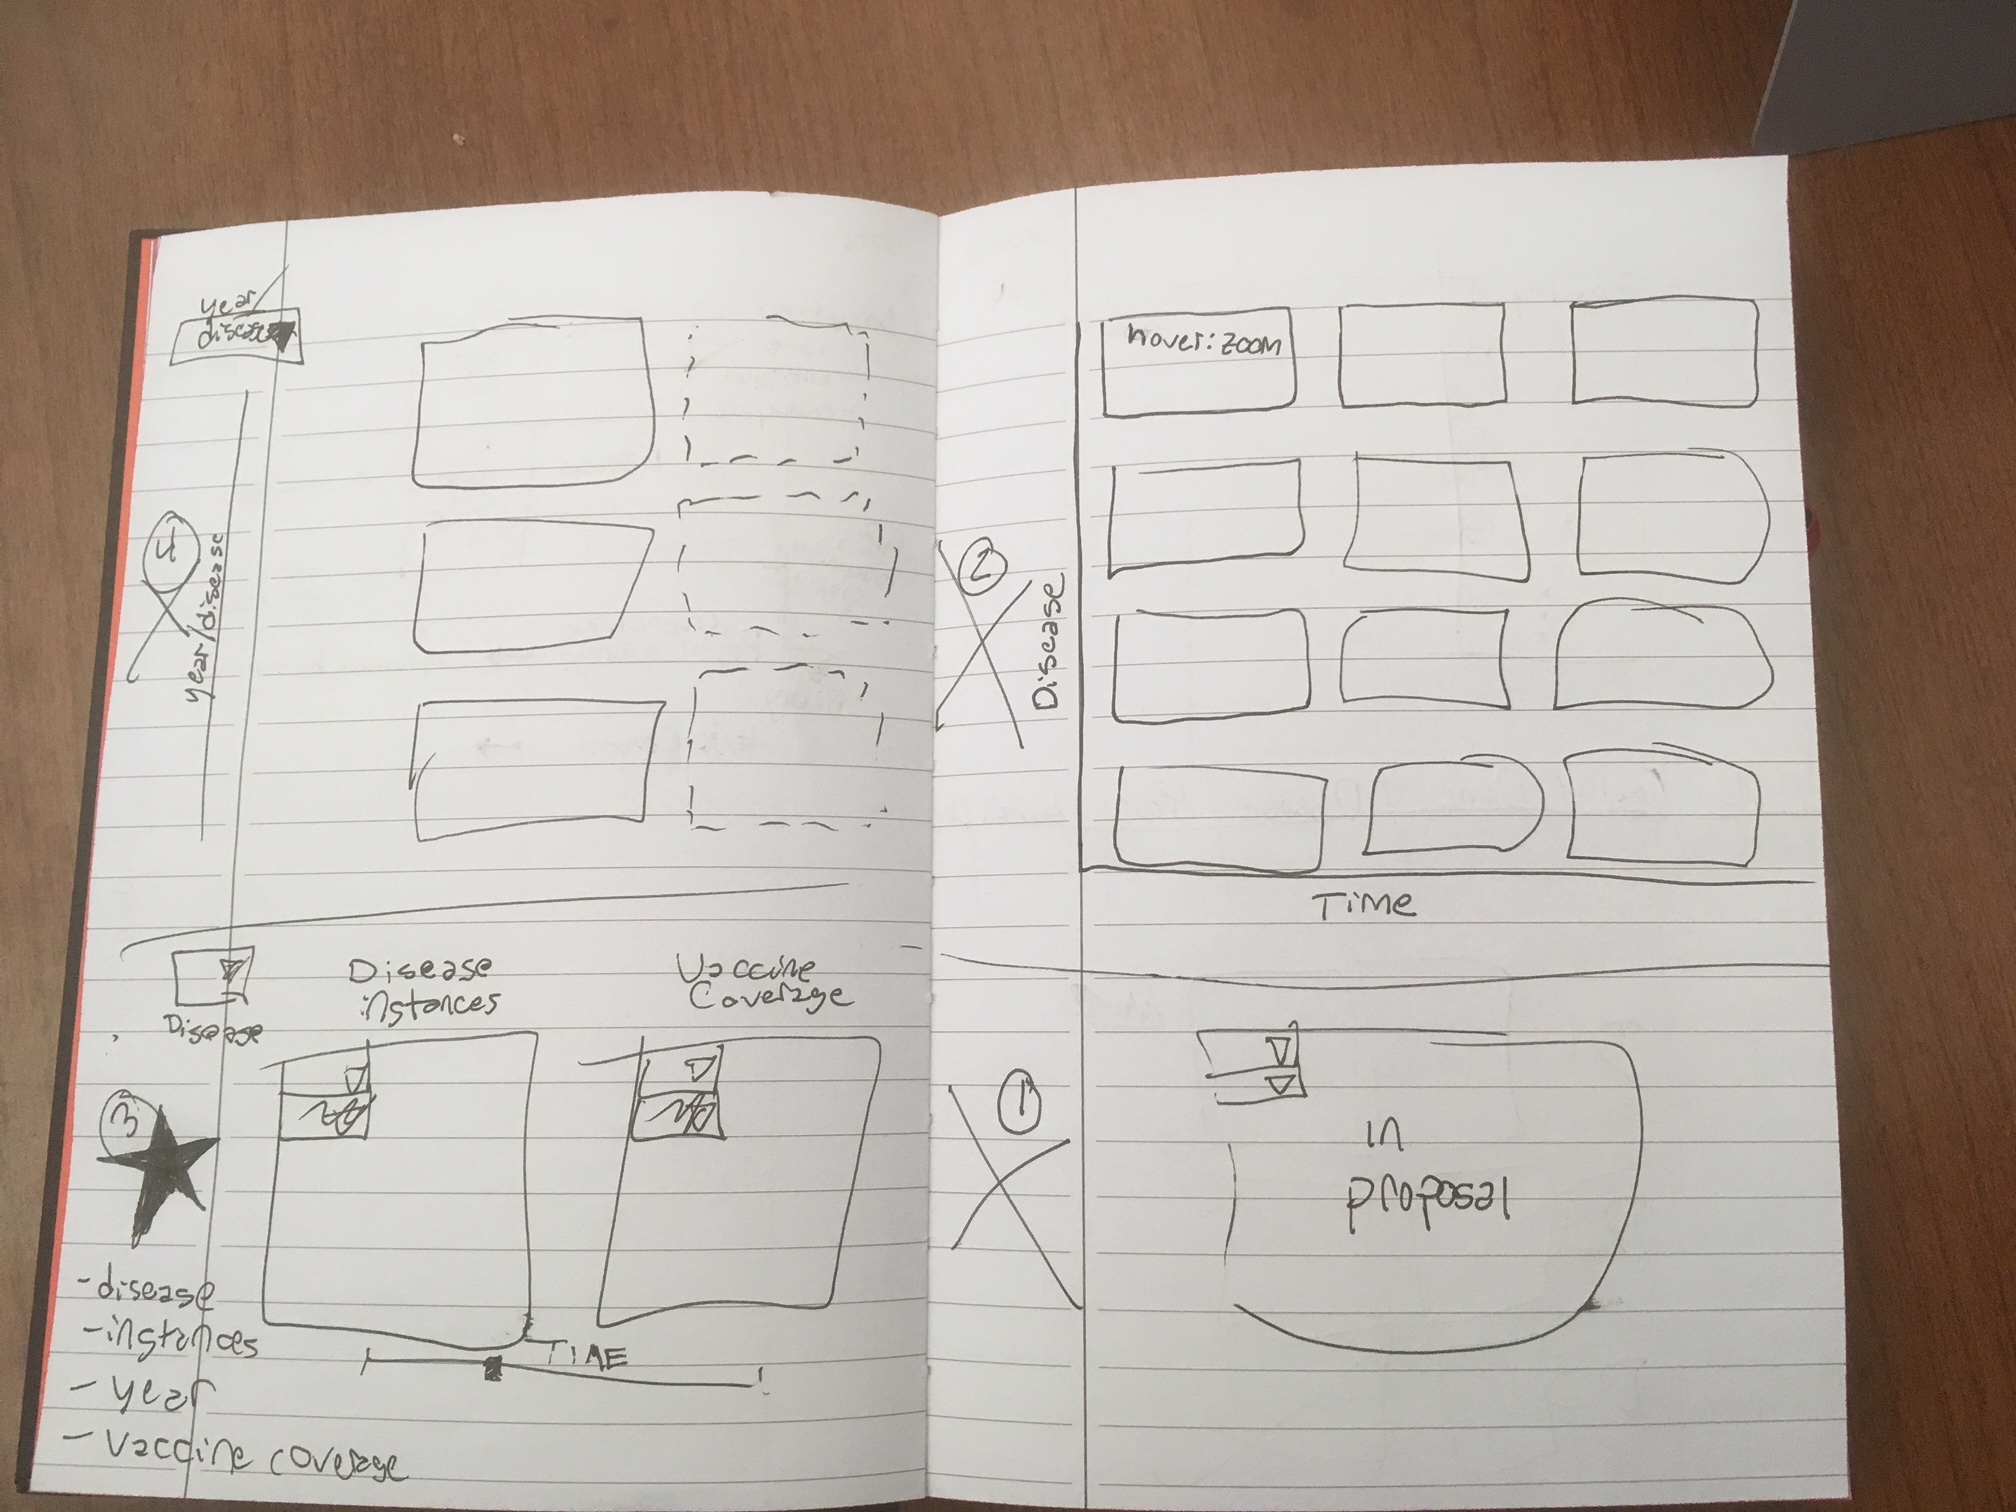 year/
disease
4
year/disease
Disease
Disease
instances
Vaccine
Coverage
3
TIME
- disease
- instances
- year
- vaccine coverage
2
Disease
hover: zoom
Time
1
in
proposal